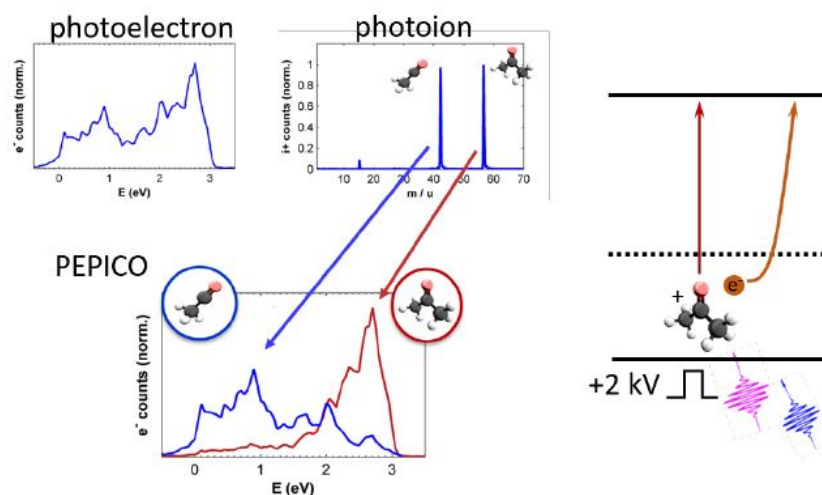 photoelectron
e⁻ counts (norm.)
0 1 2 3
E (eV)
photoion
i+ counts (norm.)
1
0.8
0.6
0.4
0.2
0
10 20 30 40 50 60 70
m / u
PEPICO
e⁻ counts (norm.)
0 1 2 3
E (eV)
+
e⁻
+2 kV